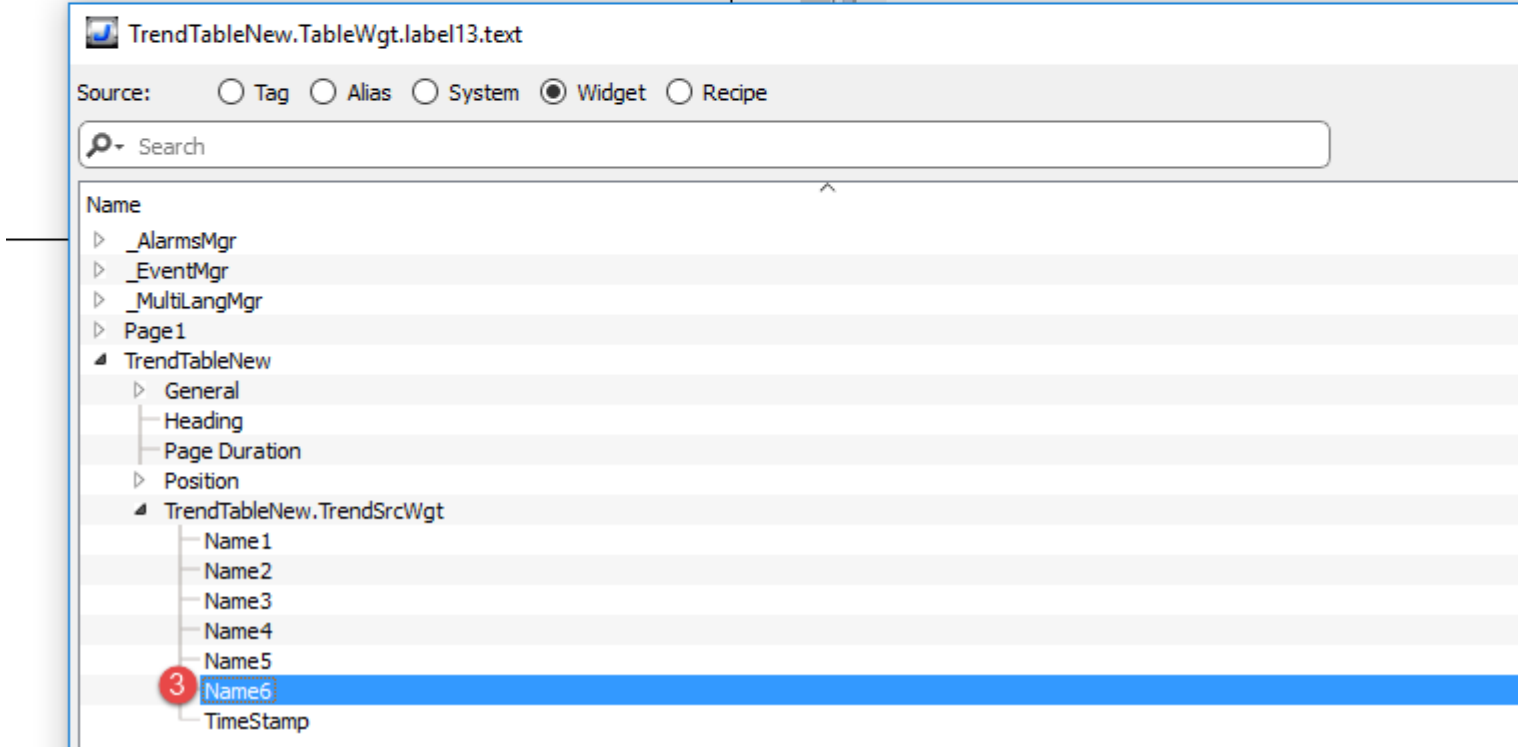 TrendTableNew.TableWgt.label13.text
Source: Tag Alias System Widget Recipe
Search
Name
_AlarmsMgr
_EventMgr
_MultiLangMgr
Page1
TrendTableNew
General
Heading
Page Duration
Position
TrendTableNew.TrendSrcWgt
Name1
Name2
Name3
Name4
Name5
3 Name6
TimeStamp